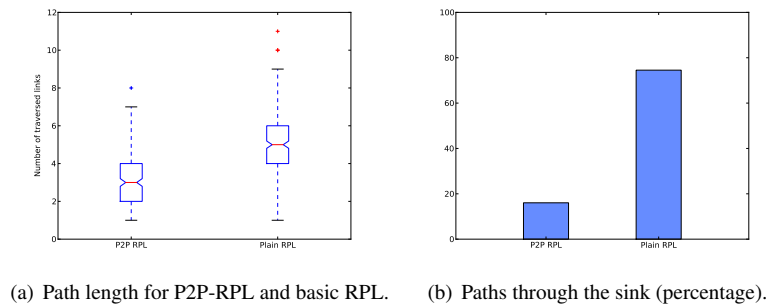 12
10
8
6
4
2
0
Number of traversed links
P2P RPL
Plain RPL
(a) Path length for P2P-RPL and basic RPL.
100
80
60
40
20
0
P2P RPL
Plain RPL
(b) Paths through the sink (percentage).